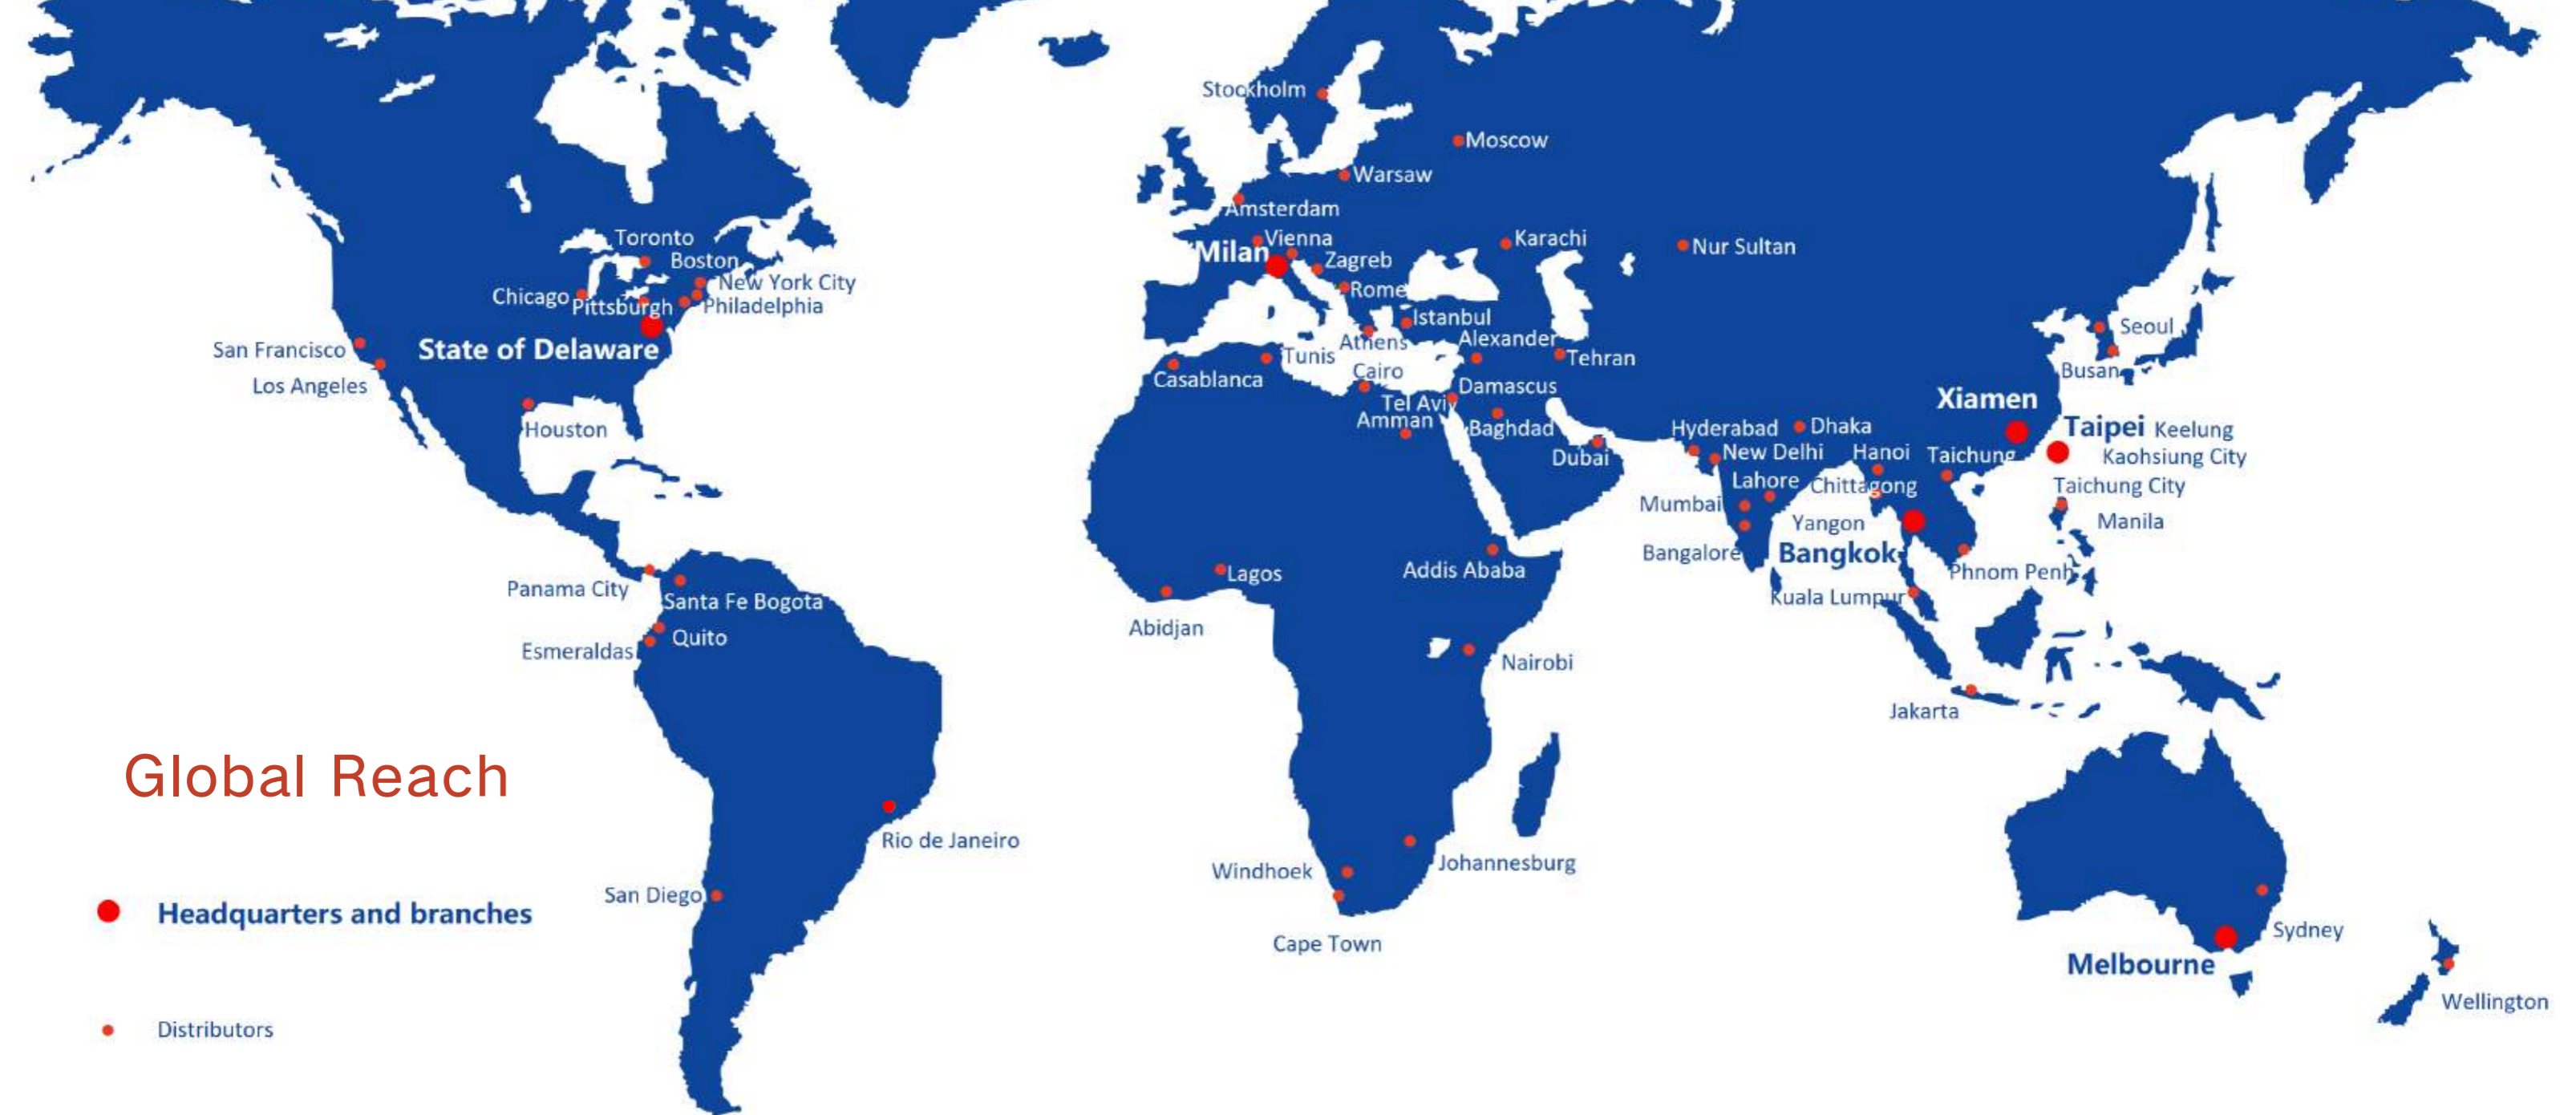 Stockholm
Moscow
Warsaw
Amsterdam
Vienna
Milan
Zagreb
Karachi
Nur Sultan
Rome
Istanbul
Athens
Alexander
Tehran
Tunis
Casablanca
Cairo
Damascus
Tel Aviv
Amman
Baghdad
Dubai
Toronto
Boston
New York City
Chicago
Pittsburgh
Philadelphia
San Francisco
State of Delaware
Los Angeles
Houston
Seoul
Busan
Xiamen
Taipei Keelung
Kaohsiung City
Taichung City
Manila
Hyderabad
Dhaka
New Delhi
Hanoi
Taichung
Lahore
Chittagong
Mumbai
Yangon
Bangalore
Bangkok
Phnom Penh
Kuala Lumpur
Jakarta
Panama City
Santa Fe Bogota
Quito
Esmeraldas
Lagos
Abidjan
Addis Ababa
Nairobi
Rio de Janeiro
San Diego
Windhoek
Johannesburg
Cape Town
Sydney
Melbourne
Wellington
Global Reach
Headquarters and branches
Distributors